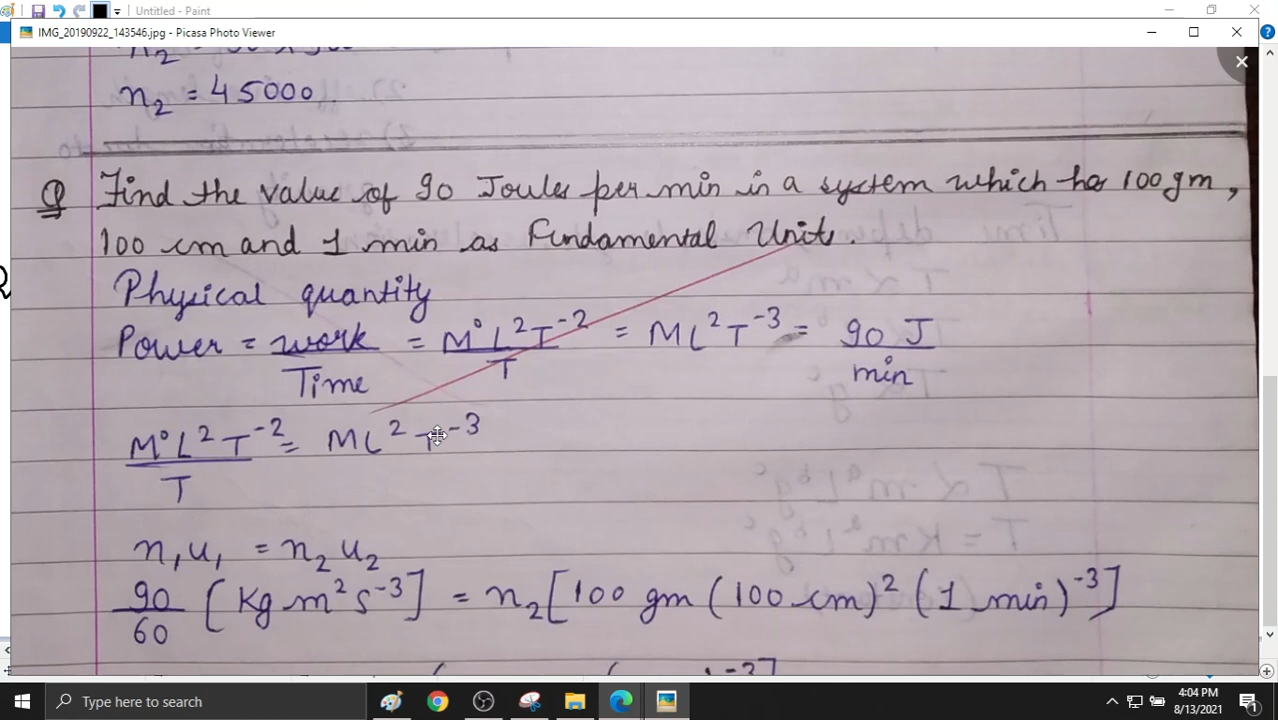 Untitled - Paint
IMG_20190922_143546.jpg - Picasa Photo Viewer
n₂ = 45000
Q Find the value of 90 Joules per min in a system which has 100 gm,
100 cm and 1 min as Fundamental Units.
Physical quantity
Power = work/Time = M⁰L²T⁻²/T = ML²T⁻³ = 90 J/min
M⁰L²T⁻²/T = ML²T⁻³
n₁u₁ = n₂u₂
90/60 [Kg m² s⁻³] = n₂[100 gm (100 cm)² (1 min)⁻³]
Type here to search
4:04 PM
8/13/2021
1